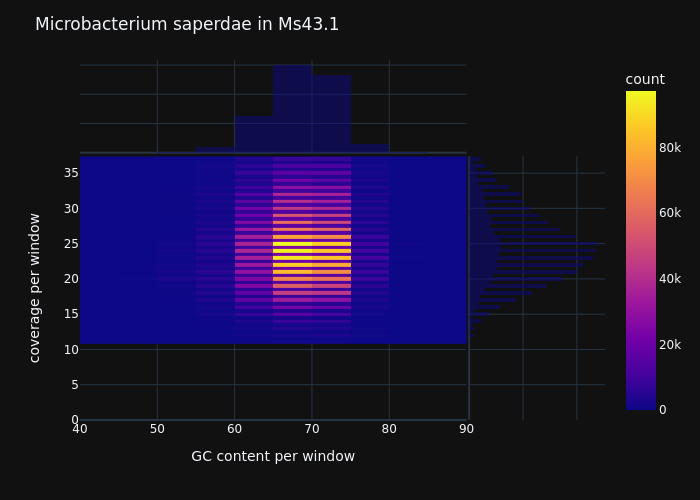 Microbacterium saperdae in Ms43.1
count
80k
60k
40k
20k
0
35
30
25
20
15
10
5
0
coverage per window
40 50 60 70 80 90
GC content per window